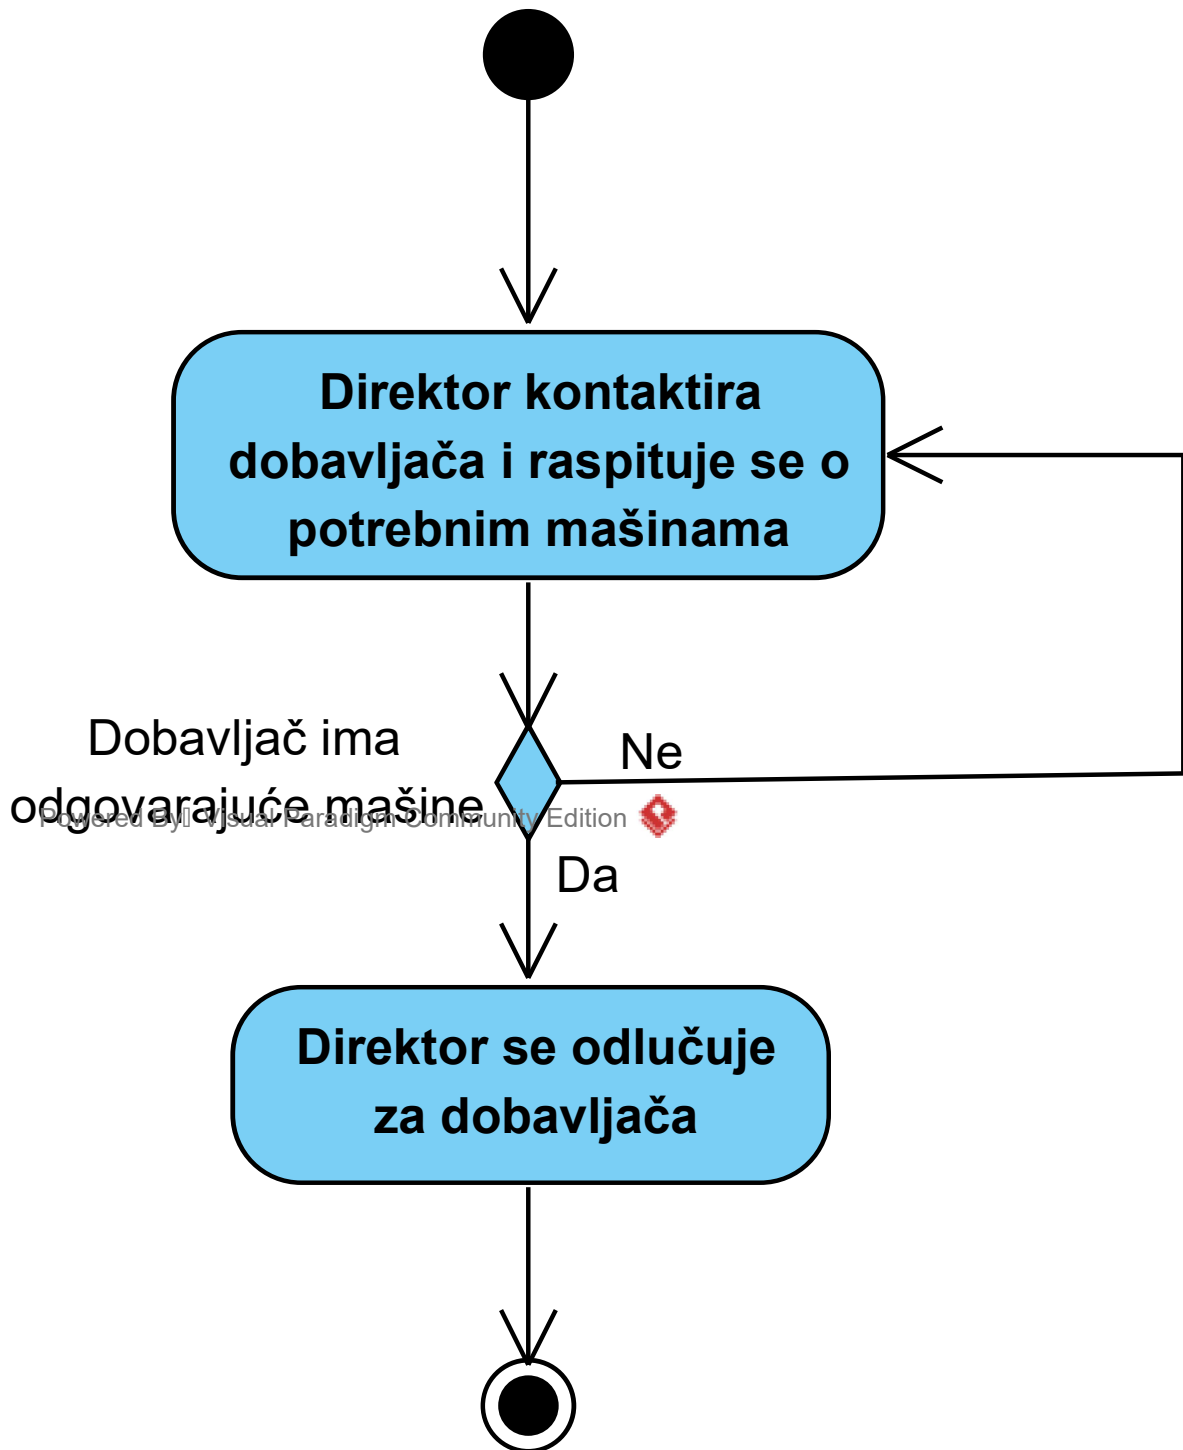 Direktor kontaktira
dobavljača i raspituje se o
potrebnim mašinama
Dobavljač ima
odgovarajuće mašine
Ne
Powered By Visual Paradigm Community Edition
Da
Direktor se odlučuje
za dobavljača